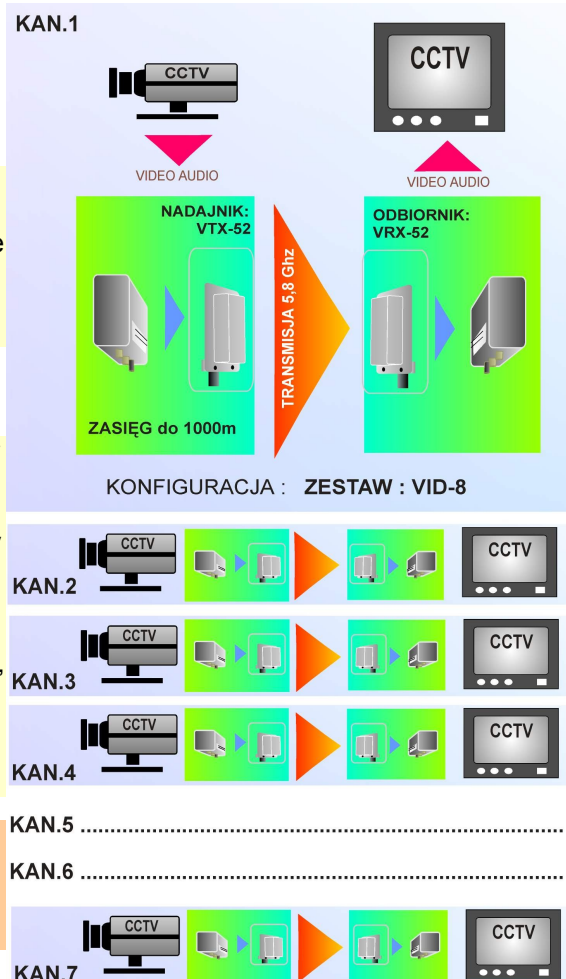 KAN.1
CCTV
CCTV
VIDEO AUDIO
VIDEO AUDIO
NADAJNIK:
VTX-52
ODBIORNIK:
VRX-52
TRANSMISJA 5,8 Ghz
ZASIĘG do 1000m
KONFIGURACJA : ZESTAW : VID-8
CCTV
CCTV
KAN.2
CCTV
CCTV
KAN.3
CCTV
CCTV
KAN.4
KAN.5 ..................................................................................
KAN.6 ..................................................................................
CCTV
CCTV
KAN.7